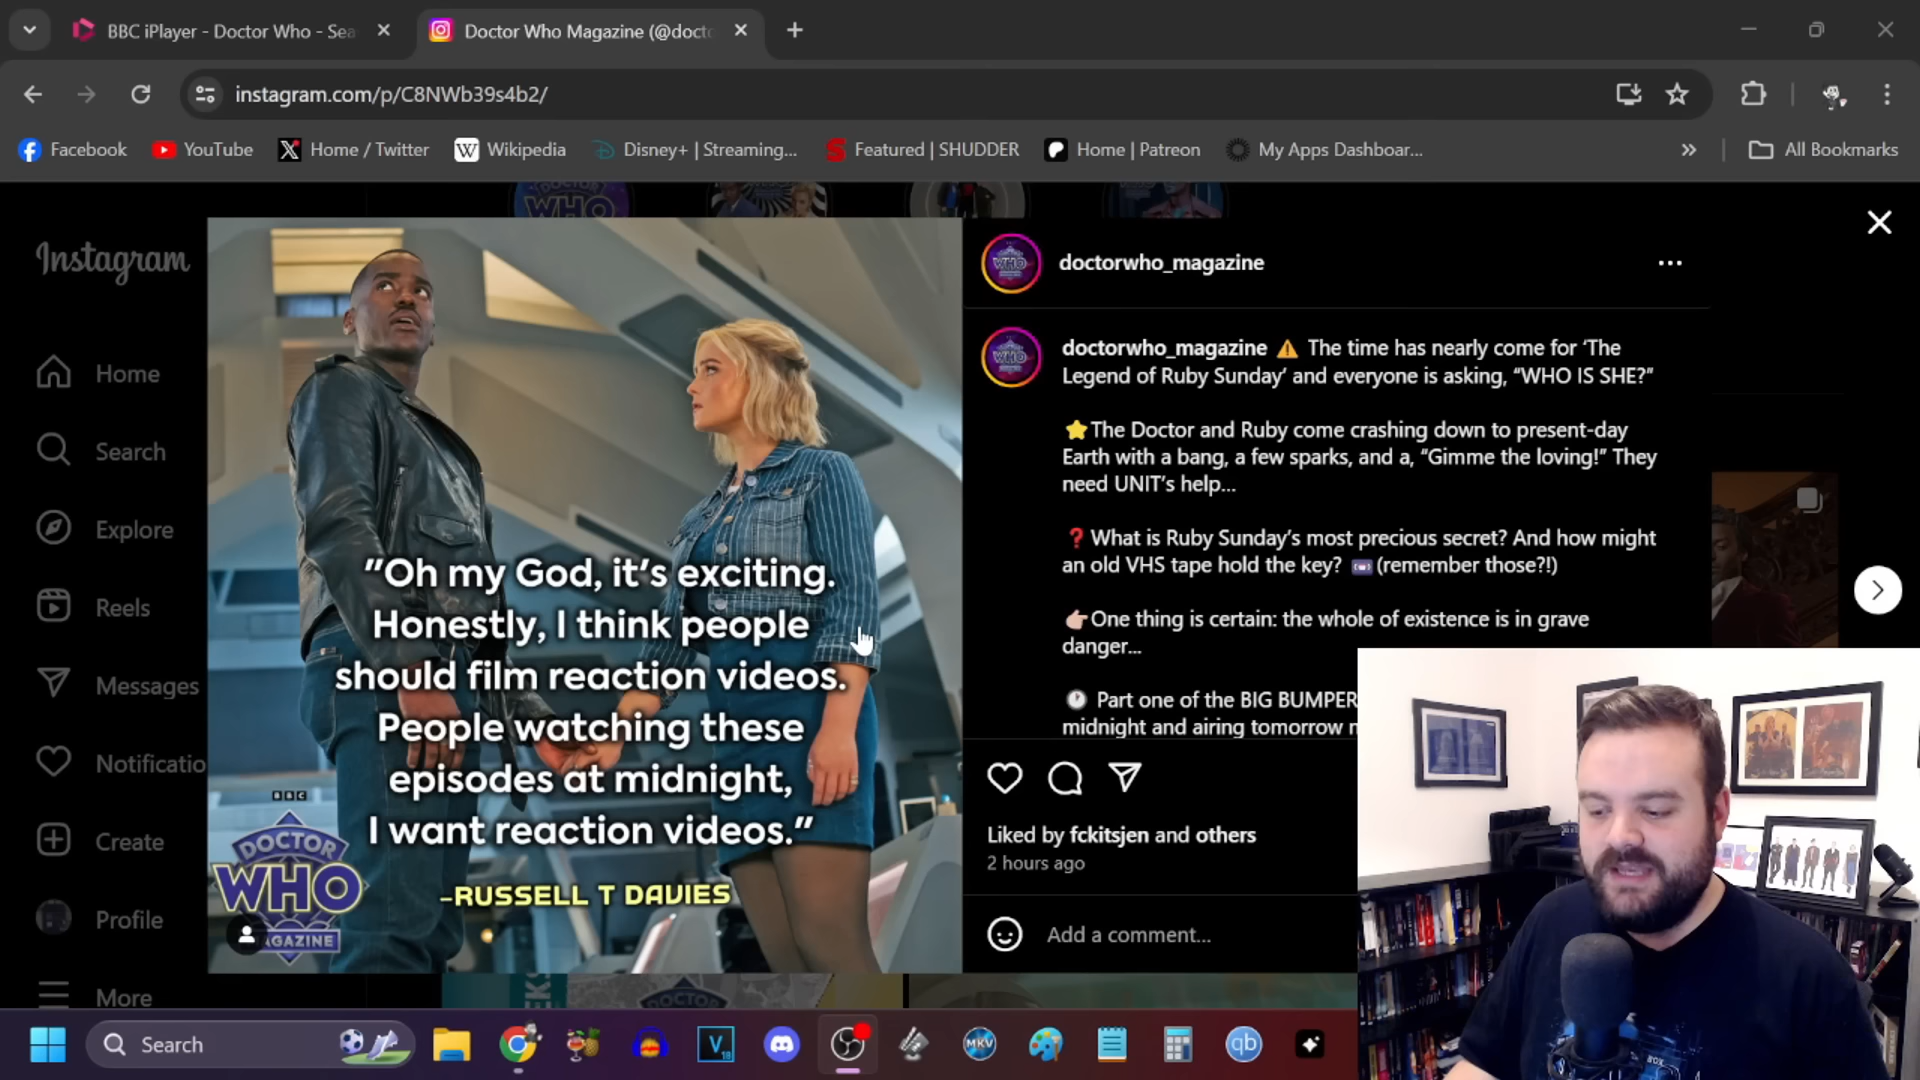 BBC iPlayer - Doctor Who - Sea
Doctor Who Magazine (@docto
instagram.com/p/C8NWb39s4b2/
Facebook
YouTube
Home / Twitter
Wikipedia
Disney+ | Streaming...
Featured | SHUDDER
Home | Patreon
My Apps Dashboar...
All Bookmarks
Instagram
Home
Search
Explore
Reels
Messages
Notificatio
Create
Profile
More
"Oh my God, it's exciting.
Honestly, I think people
should film reaction videos.
People watching these
episodes at midnight,
I want reaction videos."
-RUSSELL T DAVIES
BBC
DOCTOR
WHO
AGAZINE
doctorwho_magazine
doctorwho_magazine ⚠️ The time has nearly come for ‘The
Legend of Ruby Sunday’ and everyone is asking, “WHO IS SHE?”
⭐The Doctor and Ruby come crashing down to present-day
Earth with a bang, a few sparks, and a, “Gimme the loving!” They
need UNIT’s help...
❓What is Ruby Sunday’s most precious secret? And how might
an old VHS tape hold the key? 📼(remember those?!)
👉🏻One thing is certain: the whole of existence is in grave
danger...
🕐 Part one of the BIG BUMPER
midnight and airing tomorrow n
Liked by fckitsjen and others
2 hours ago
Add a comment...
Search
V
18
MKV
qb